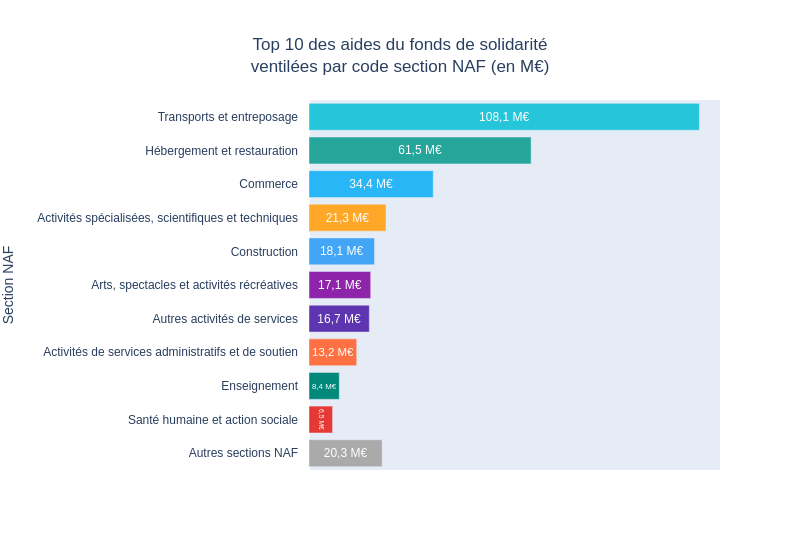 Top 10 des aides du fonds de solidarité
ventilées par code section NAF (en M€)
Section NAF
Transports et entreposage 108,1 M€
Hébergement et restauration 61,5 M€
Commerce 34,4 M€
Activités spécialisées, scientifiques et techniques 21,3 M€
Construction 18,1 M€
Arts, spectacles et activités récréatives 17,1 M€
Autres activités de services 16,7 M€
Activités de services administratifs et de soutien 13,2 M€
Enseignement 8,4 M€
Santé humaine et action sociale 6,5 M€
Autres sections NAF 20,3 M€